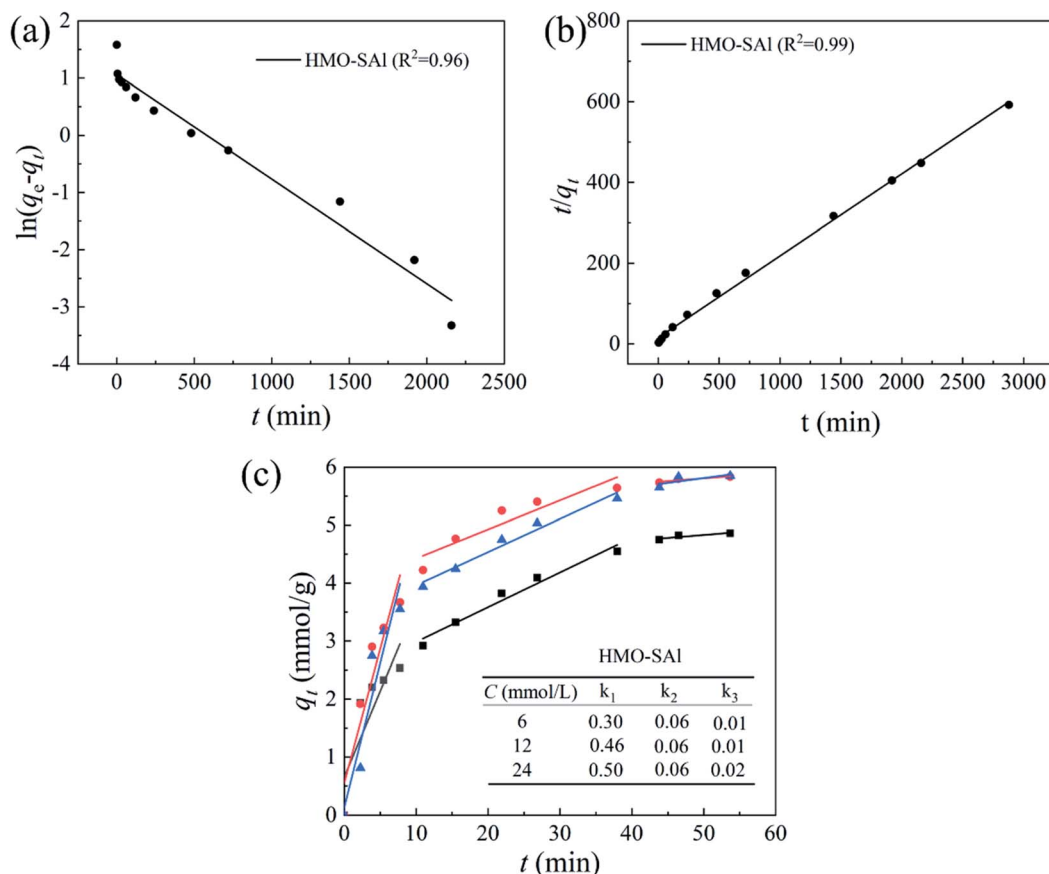 (a)
HMO-SAl (R²=0.96)
2
1
0
-1
-2
-3
-4
ln(qₑ-qₜ)
0 500 1000 1500 2000 2500
t (min)
(b)
HMO-SAl (R²=0.99)
800
600
400
200
0
t/qₜ
0 500 1000 1500 2000 2500 3000
t (min)
(c)
6
5
4
3
2
1
0
qₜ (mmol/g)
HMO-SAl
C (mmol/L) k₁ k₂ k₃
6 0.30 0.06 0.01
12 0.46 0.06 0.01
24 0.50 0.06 0.02
0 10 20 30 40 50 60
t (min)